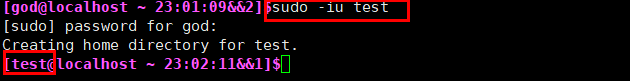 [god@localhost ~ 23:01:09&&2]$sudo -iu test
[sudo] password for god:
Creating home directory for test.
[test@localhost ~ 23:02:11&&1]$